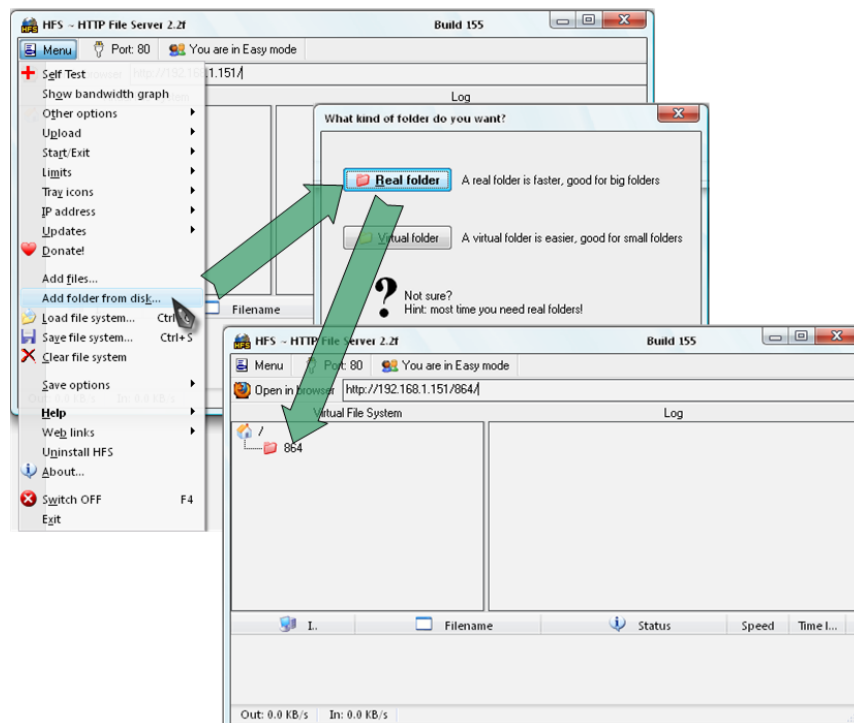 HFS ~ HTTP File Server 2.2f Build 155
Menu Port: 80 You are in Easy mode
1.151/
Log
Self Test
Show bandwidth graph
Other options
Upload
Start/Exit
Limits
Tray icons
IP address
Updates
Donate!
Add files...
Add folder from disk...
Load file system...
Save file system... Ctrl+S
Clear file system
Save options
Help
Web links
Uninstall HFS
About...
Switch OFF F4
Exit
Filename
What kind of folder do you want?
Real folder A real folder is faster, good for big folders
Virtual folder A virtual folder is easier, good for small folders
? Not sure?
Hint: most time you need real folders!
HFS ~ HTTP File Server 2.2f Build 155
Menu Port: 80 You are in Easy mode
Open in browser http://192.168.1.151/864/
Virtual File System Log
/
864
I.. Filename Status Speed Time l...
Out: 0.0 KB/s In: 0.0 KB/s